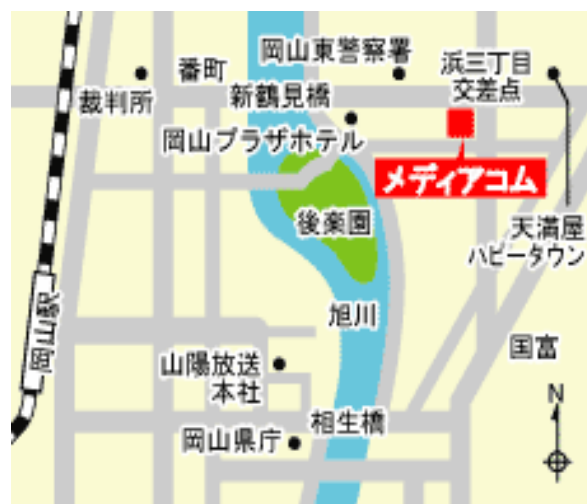 岡山東警察署
浜三丁目
交差点
番町
裁判所
新鶴見橋
岡山プラザホテル
メディアコム
後楽園
天満屋
ハピータウン
岡山駅
旭川
国富
山陽放送
本社
N
相生橋
岡山県庁